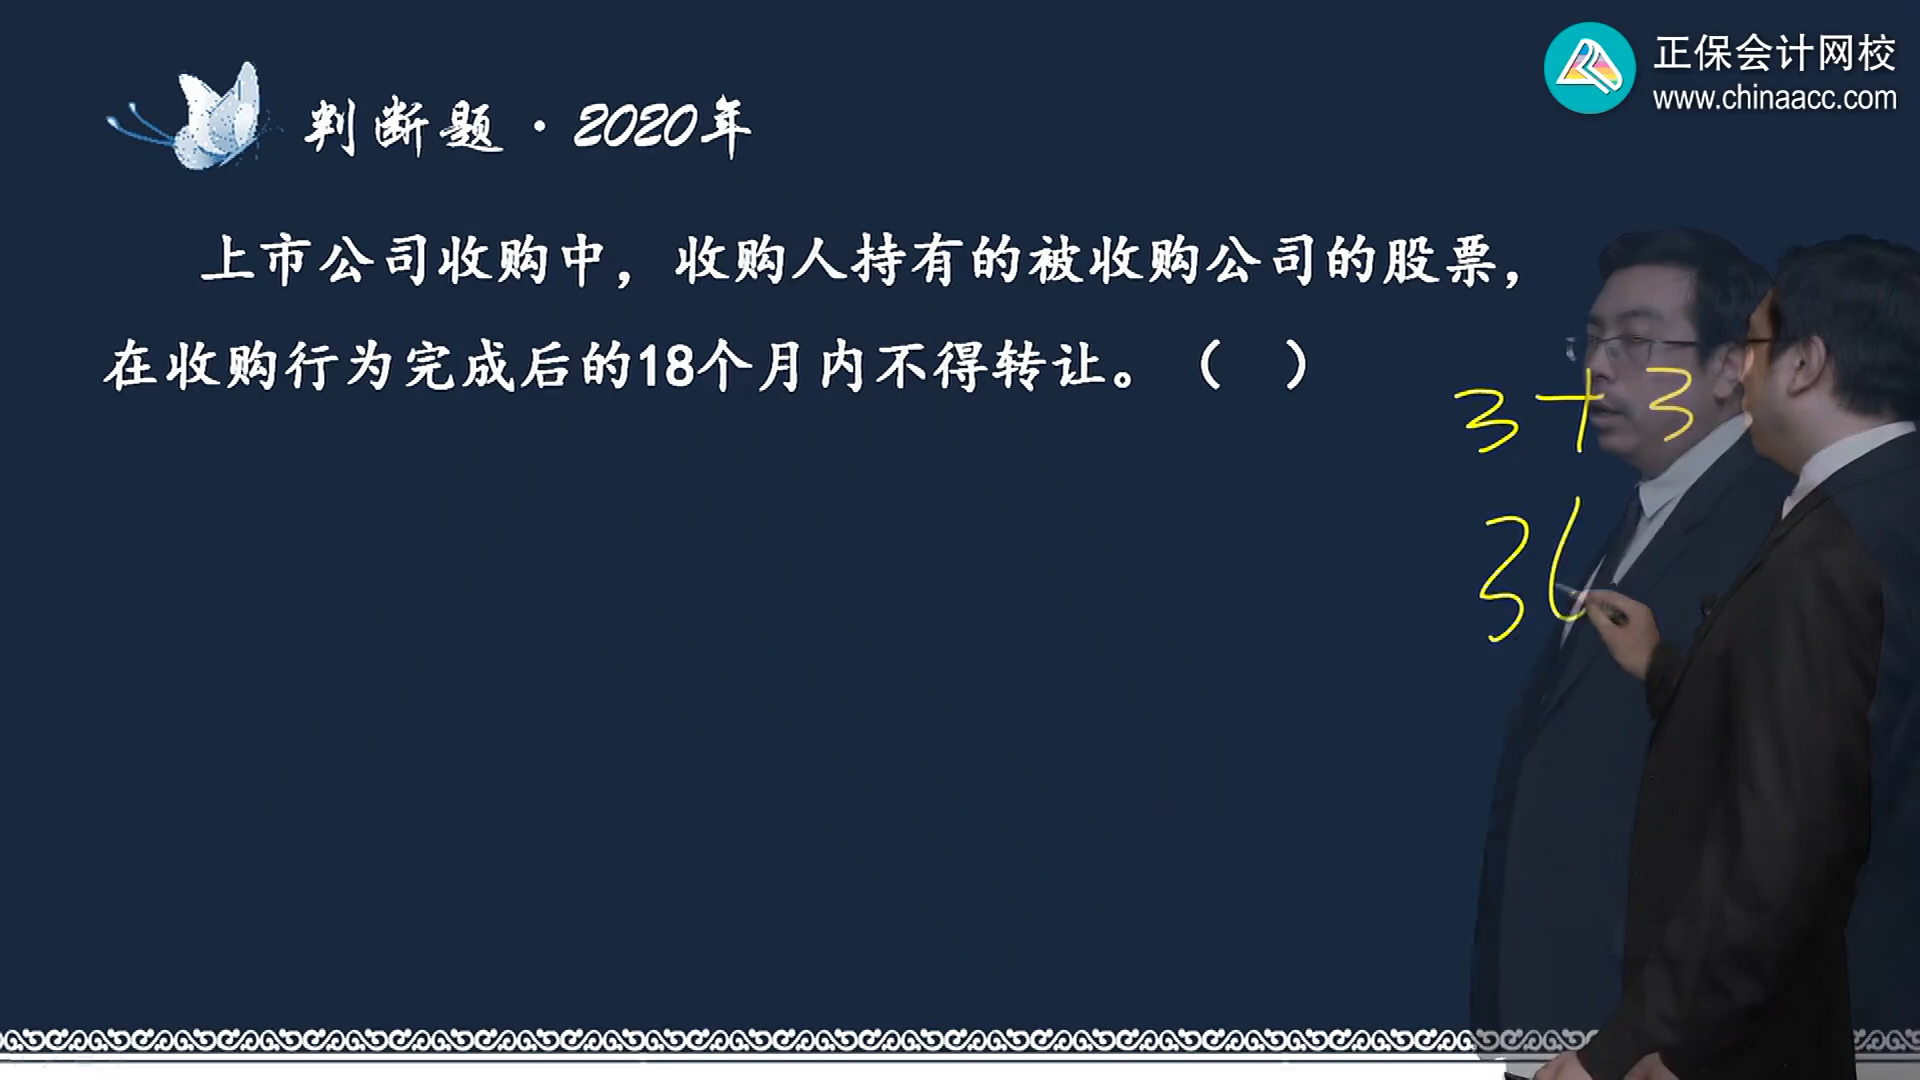 正保会计网校
www.chinaacc.com
判断题·2020年
上市公司收购中，收购人持有的被收购公司的股票，
在收购行为完成后的18个月内不得转让。（ ）
3+3
36